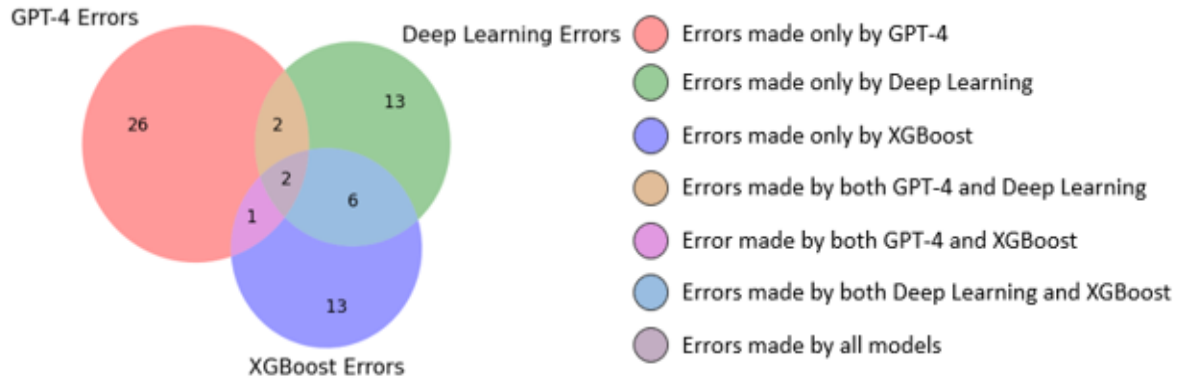 GPT-4 Errors
Deep Learning Errors
26
2
13
2
1
6
13
XGBoost Errors
Errors made only by GPT-4
Errors made only by Deep Learning
Errors made only by XGBoost
Errors made by both GPT-4 and Deep Learning
Error made by both GPT-4 and XGBoost
Errors made by both Deep Learning and XGBoost
Errors made by all models